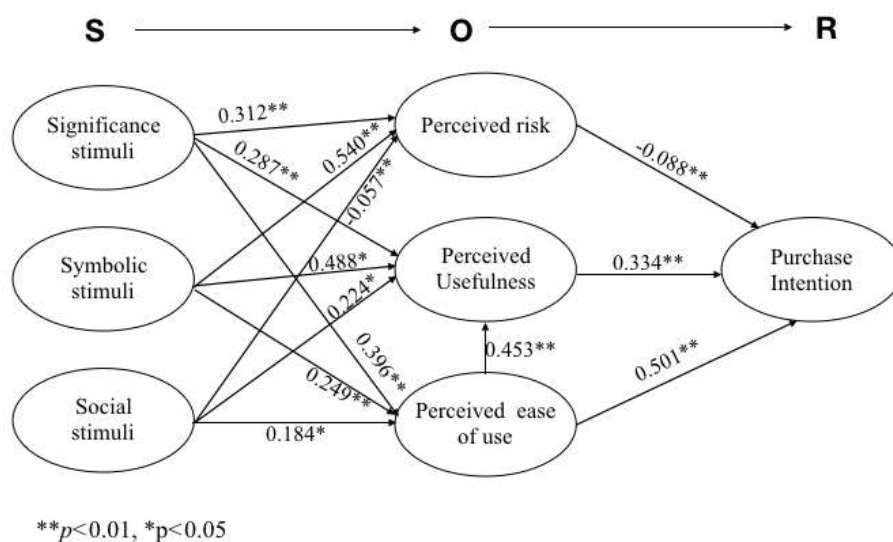 S
O
R
Significance
stimuli
Symbolic
stimuli
Social
stimuli
0.312**
0.287**
0.540**
-0.057**
0.488*
0.224*
0.396**
0.249**
0.184*
Perceived risk
Perceived
Usefulness
0.453**
Perceived ease
of use
-0.088**
0.334**
0.501**
Purchase
Intention
**p<0.01, *p<0.05